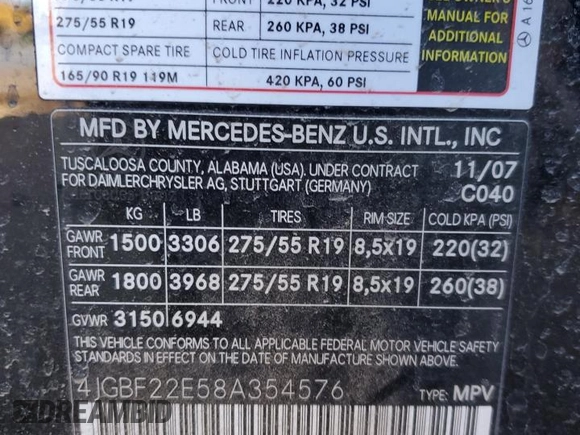 FRONT 220 KPA, 32 PSI
275/55 R19 REAR 260 KPA, 38 PSI
COMPACT SPARE TIRE COLD TIRE INFLATION PRESSURE
165/90 R19 119M 420 KPA, 60 PSI
MANUAL FOR
ADDITIONAL
INFORMATION
A 16
MFD BY MERCEDES-BENZ U.S. INTL., INC
TUSCALOOSA COUNTY, ALABAMA (USA). UNDER CONTRACT 11/07
FOR DAIMLERCHRYSLER AG, STUTTGART (GERMANY) C040
KG LB TIRES RIM SIZE COLD KPA (PSI)
GAWR FRONT 1500 3306 275/55 R19 8,5x19 220(32)
GAWR REAR 1800 3968 275/55 R19 8,5x19 260(38)
GVWR 3150 6944
THIS VEHICLE CONFORMS TO ALL APPLICABLE FEDERAL MOTOR VEHICLE SAFETY
STANDARDS IN EFFECT ON THE DATE OF MANUFACTURE SHOWN ABOVE.
4JGBF22E58A354576 TYPE: MPV
DREAMBID